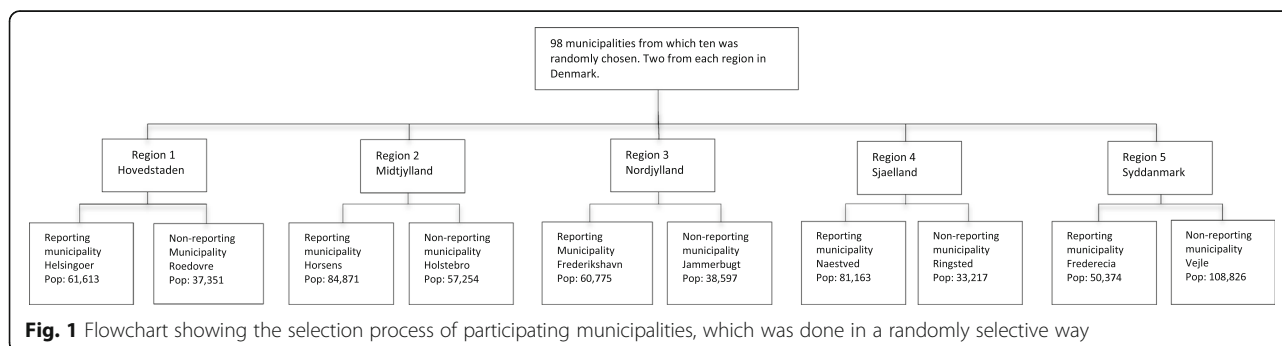 98 municipalities from which ten was
randomly chosen. Two from each region in
Denmark.
Region 1
Hovedstaden
Region 2
Midtjylland
Region 3
Nordjylland
Region 4
Sjaelland
Region 5
Syddanmark
Reporting
municipality
Helsingoer
Pop: 61,613
Non-reporting
Municipality
Roedovre
Pop: 37,351
Reporting
municipality
Horsens
Pop: 84,871
Non-reporting
municipality
Holstebro
Pop: 57,254
Reporting
Municipality
Frederikshavn
Pop: 60,775
Non-reporting
municipality
Jammerbugt
Pop: 38,597
Reporting
municipality
Naestved
Pop: 81,163
Non-reporting
municipality
Ringsted
Pop: 33,217
Reporting
municipality
Frederecia
Pop: 50,374
Non-reporting
municipality
Vejle
Pop: 108,826
Fig. 1 Flowchart showing the selection process of participating municipalities, which was done in a randomly selective way